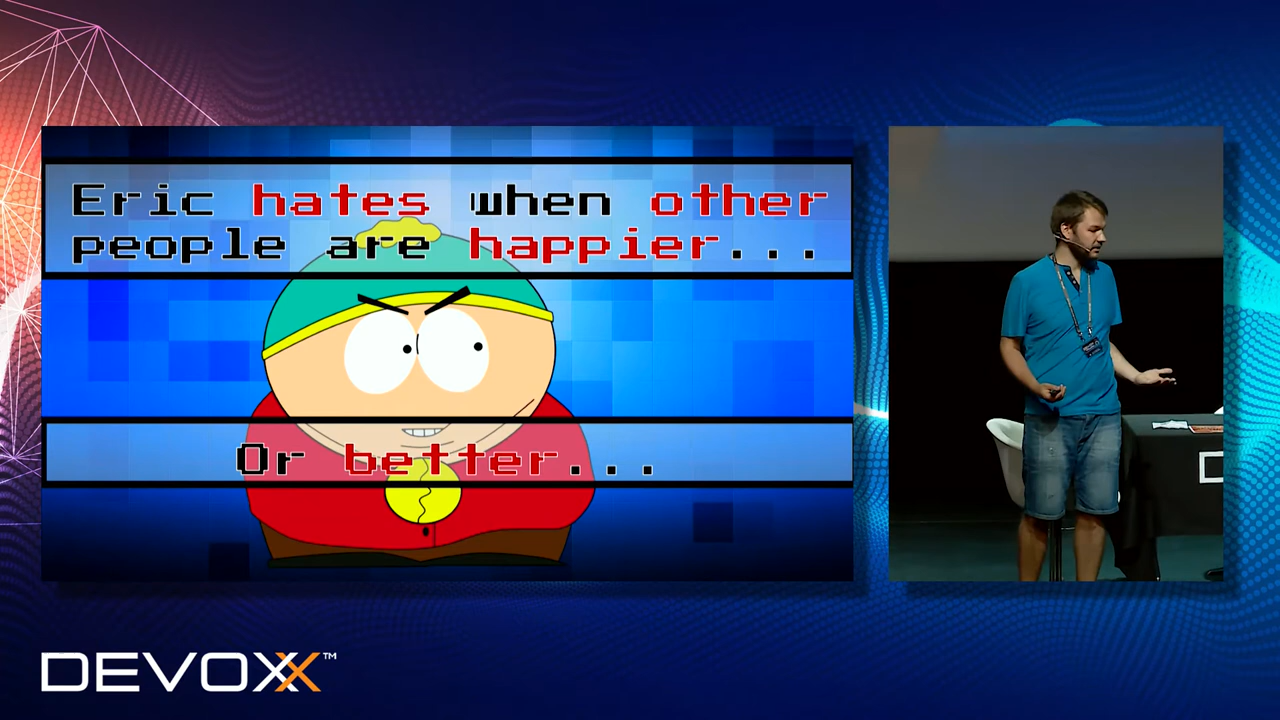 Eric hates when other
people are happier...
Or better...
DEVOXX™